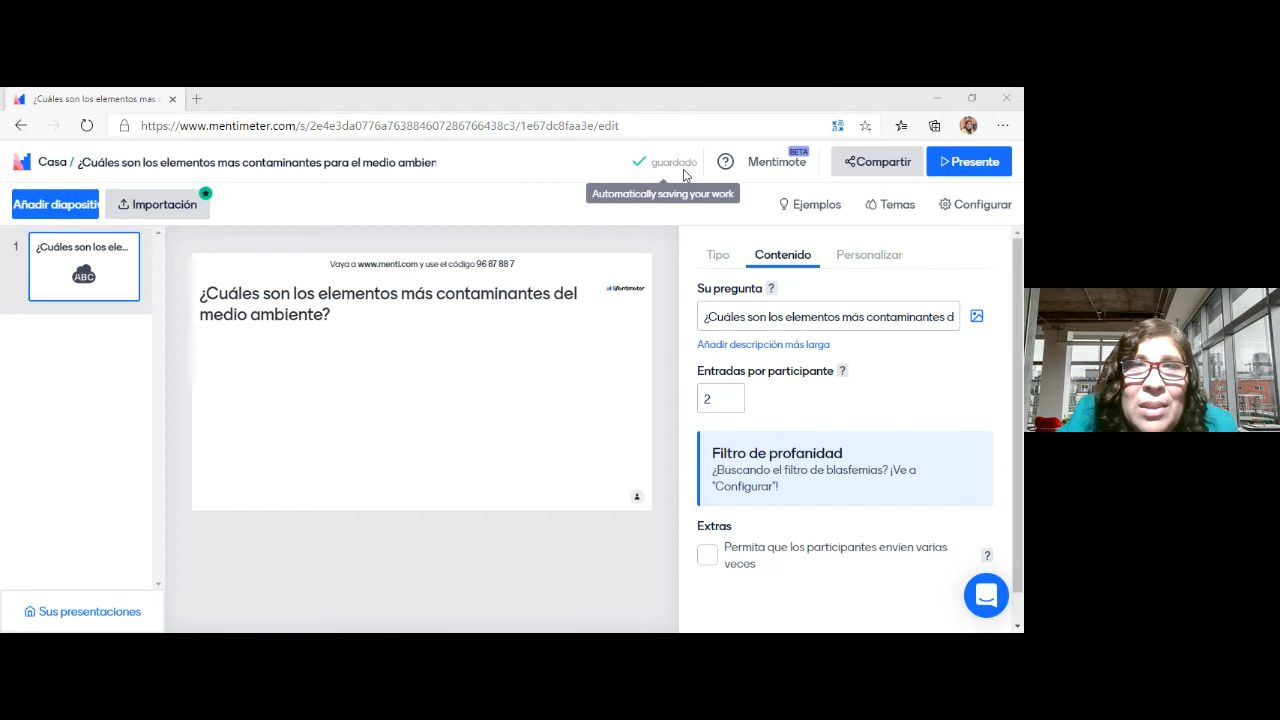 ¿Cuáles son los elementos mas c
https://www.mentimeter.com/s/2e4e3da0776a763884607286766438c3/1e67dc8faa3e/edit
Casa / ¿Cuáles son los elementos mas contaminantes para el medio ambien
guardado
Mentimote
BETA
Compartir
Presente
Automatically saving your work
Añadir diapositi
Importación
Ejemplos
Temas
Configurar
1
¿Cuáles son los ele...
ABC
Vaya a www.menti.com y use el código 96 87 88 7
¿Cuáles son los elementos más contaminantes del
medio ambiente?
Mentimeter
Tipo
Contenido
Personalizar
Su pregunta ?
¿Cuáles son los elementos más contaminantes d
Añadir descripción más larga
Entradas por participante ?
2
Filtro de profanidad
¿Buscando el filtro de blasfemias? ¡Ve a
"Configurar"!
Extras
Permita que los participantes envíen varias
veces
?
Sus presentaciones